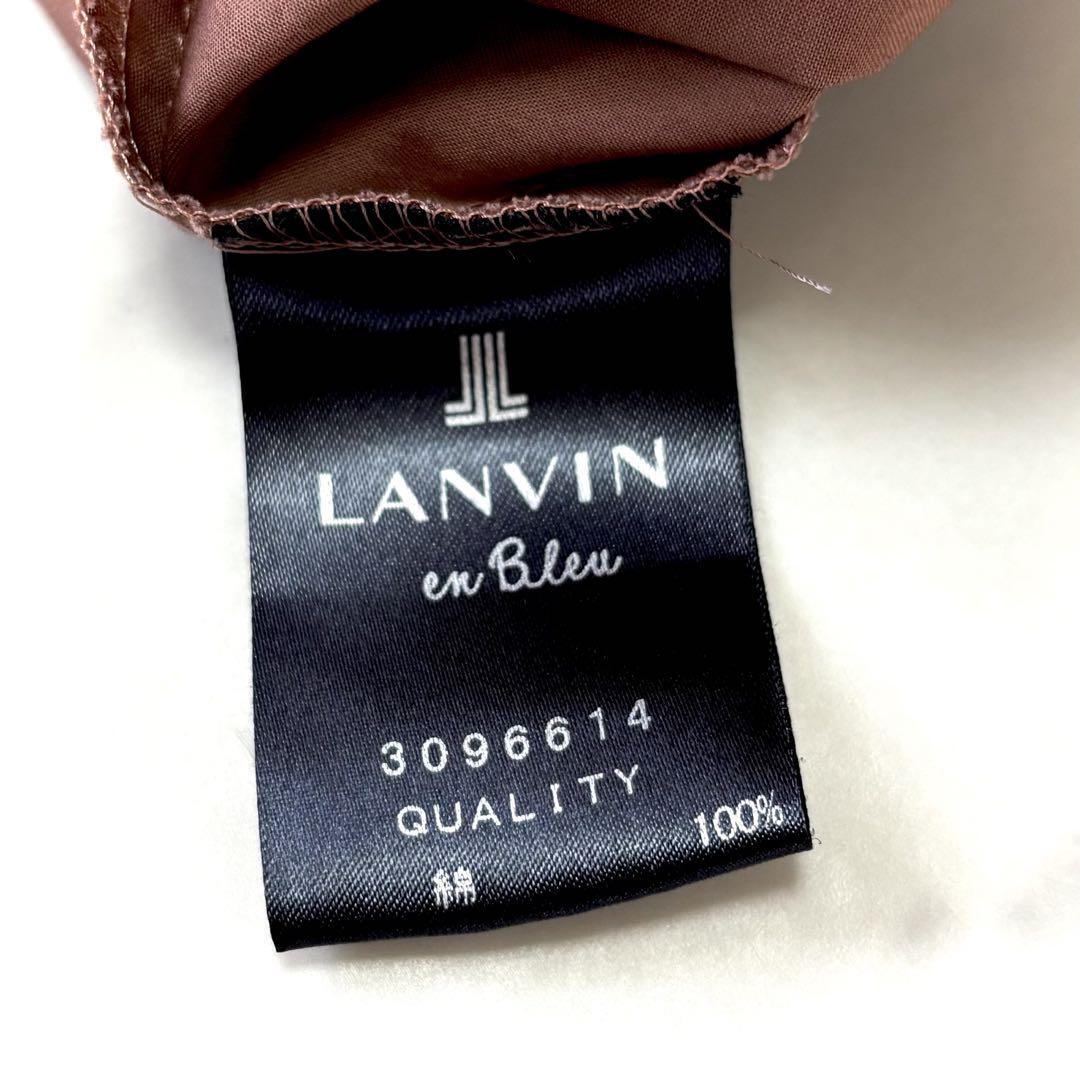 LANVIN
en Bleu
3096614
QUALITY
綿 100%